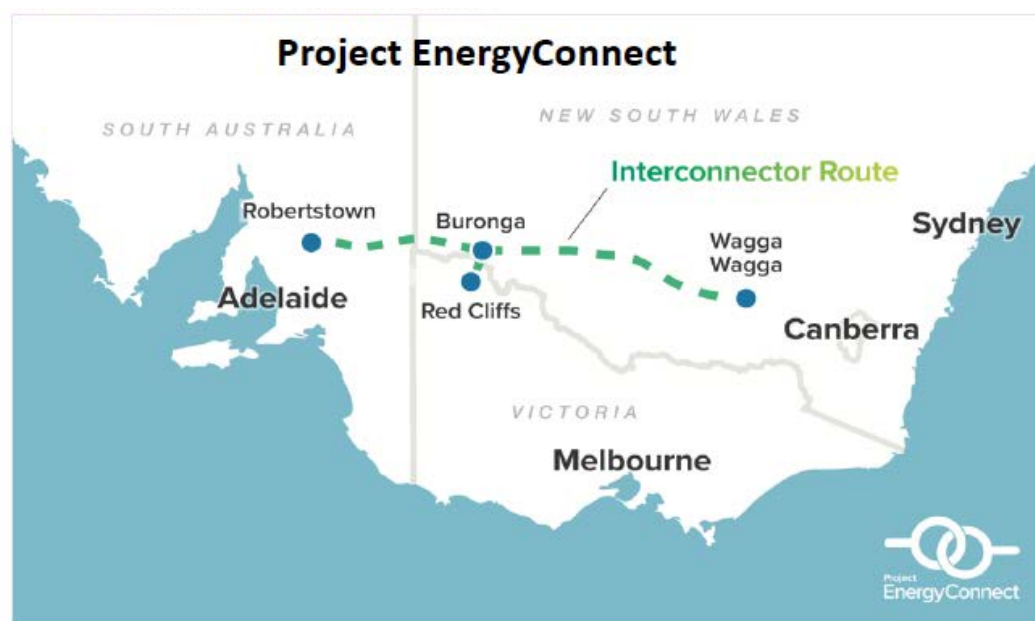 Project EnergyConnect
NEW SOUTH WALES
SOUTH AUSTRALIA
Interconnector Route
Robertstown
Buronga
Sydney
Wagga
Wagga
Adelaide
Red Cliffs
Canberra
VICTORIA
Melbourne
Project
EnergyConnect